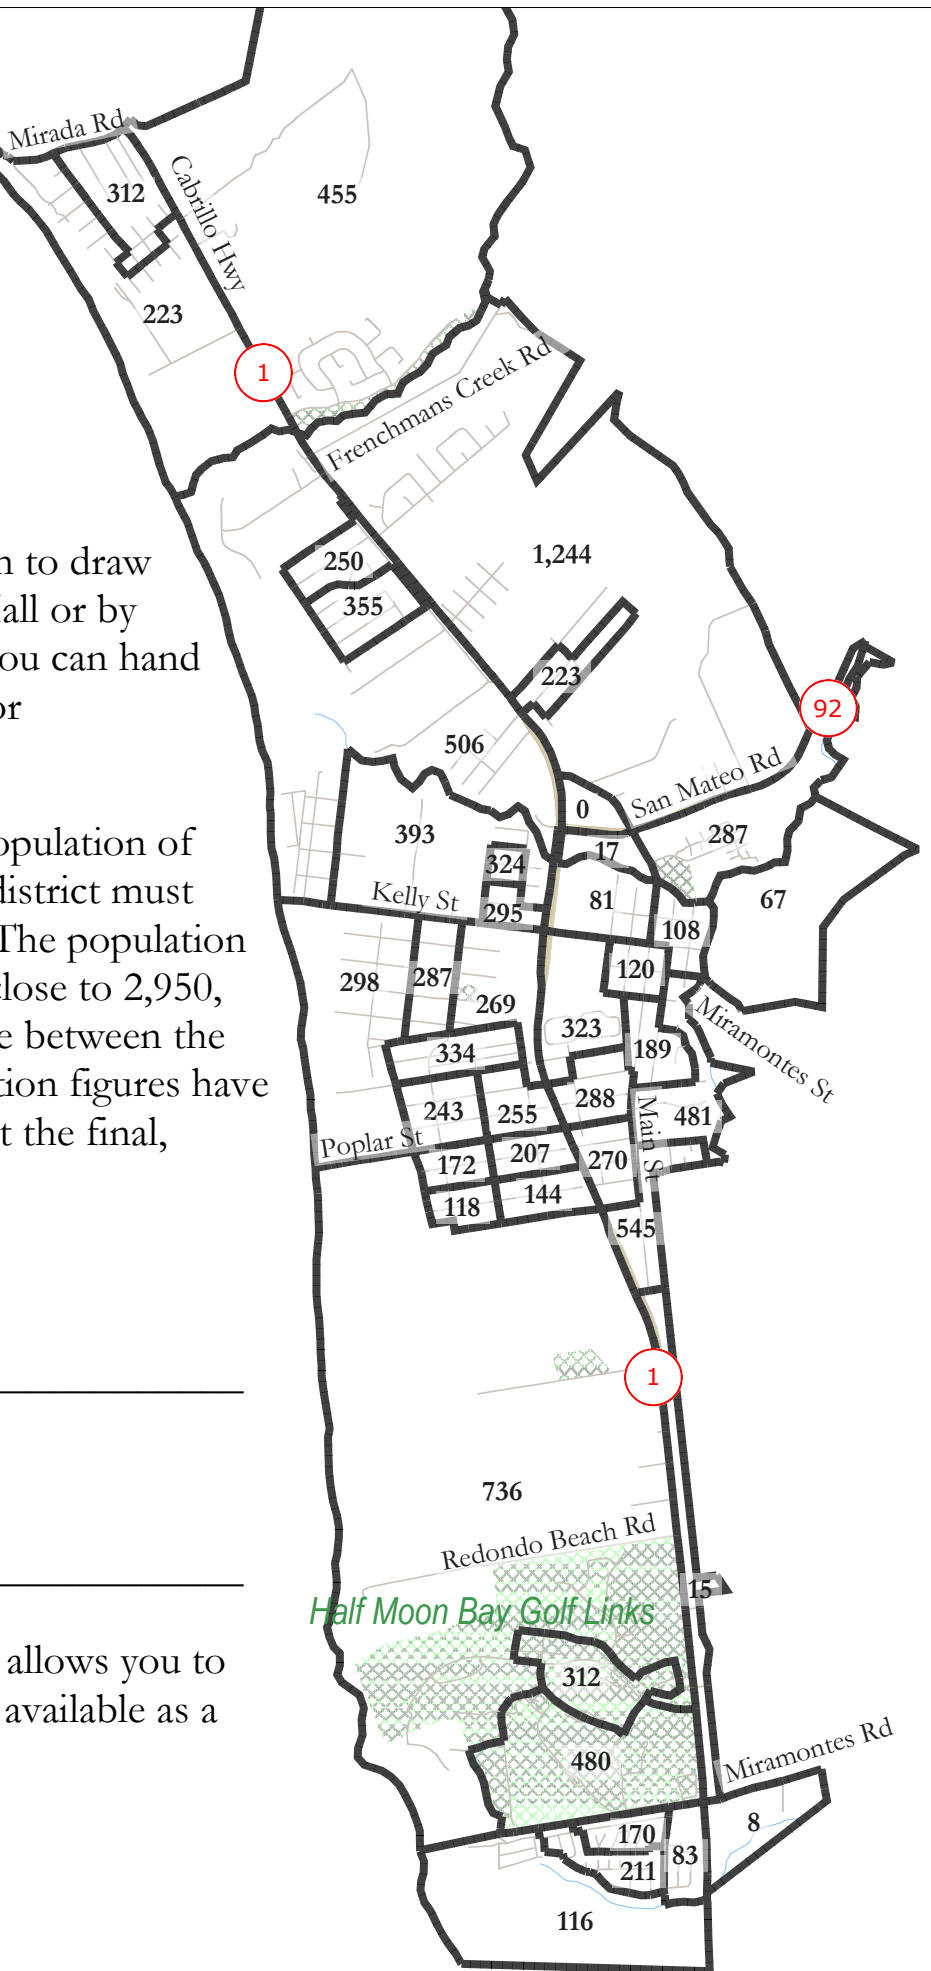 Mirada Rd
312
Cabrillo Hwy
455
223
1
Frenchmans Creek Rd
n to draw
Hall or by
ou can hand
or
250
1,244
355
223
92
506
San Mateo Rd
0
opulation of
district must
The population
close to 2,950,
e between the
tion figures have
t the final,
393
17
287
324
Kelly St
81
67
295
108
298
287
120
269
Miramontes St
323
334
189
243
255
288
Main St
481
Poplar St
172
207
270
118
144
545
1
736
Redondo Beach Rd
15
Half Moon Bay Golf Links
allows you to
available as a
312
480
Miramontes Rd
170
8
83
211
116